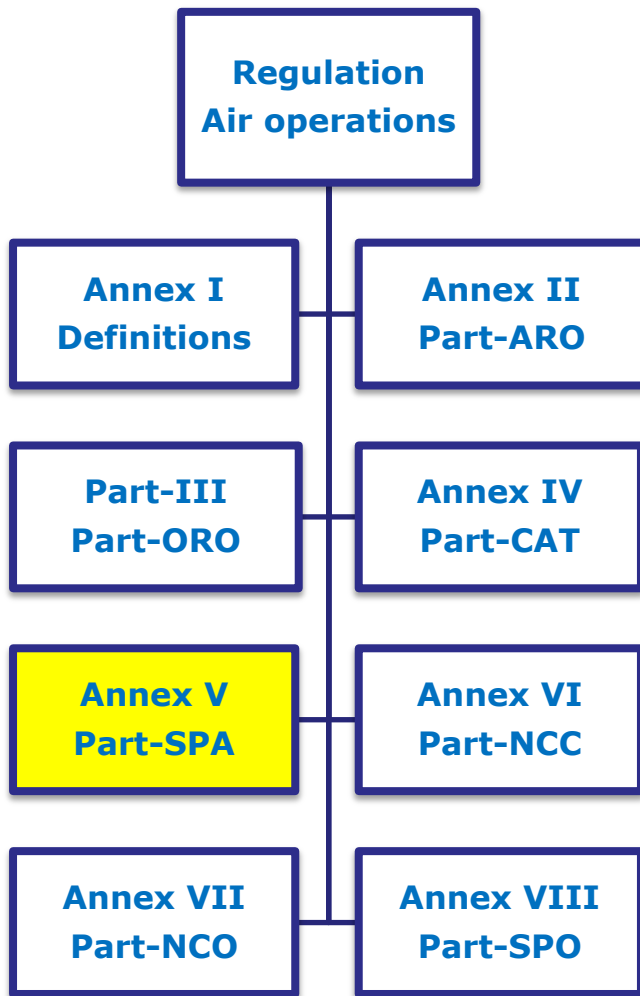 Regulation
Air operations
Annex I
Definitions
Annex II
Part-ARO
Part-III
Part-ORO
Annex IV
Part-CAT
Annex V
Part-SPA
Annex VI
Part-NCC
Annex VII
Part-NCO
Annex VIII
Part-SPO